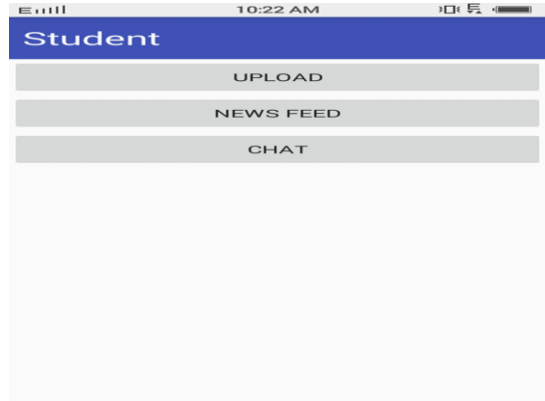 E 10:22 AM
Student
UPLOAD
NEWS FEED
CHAT